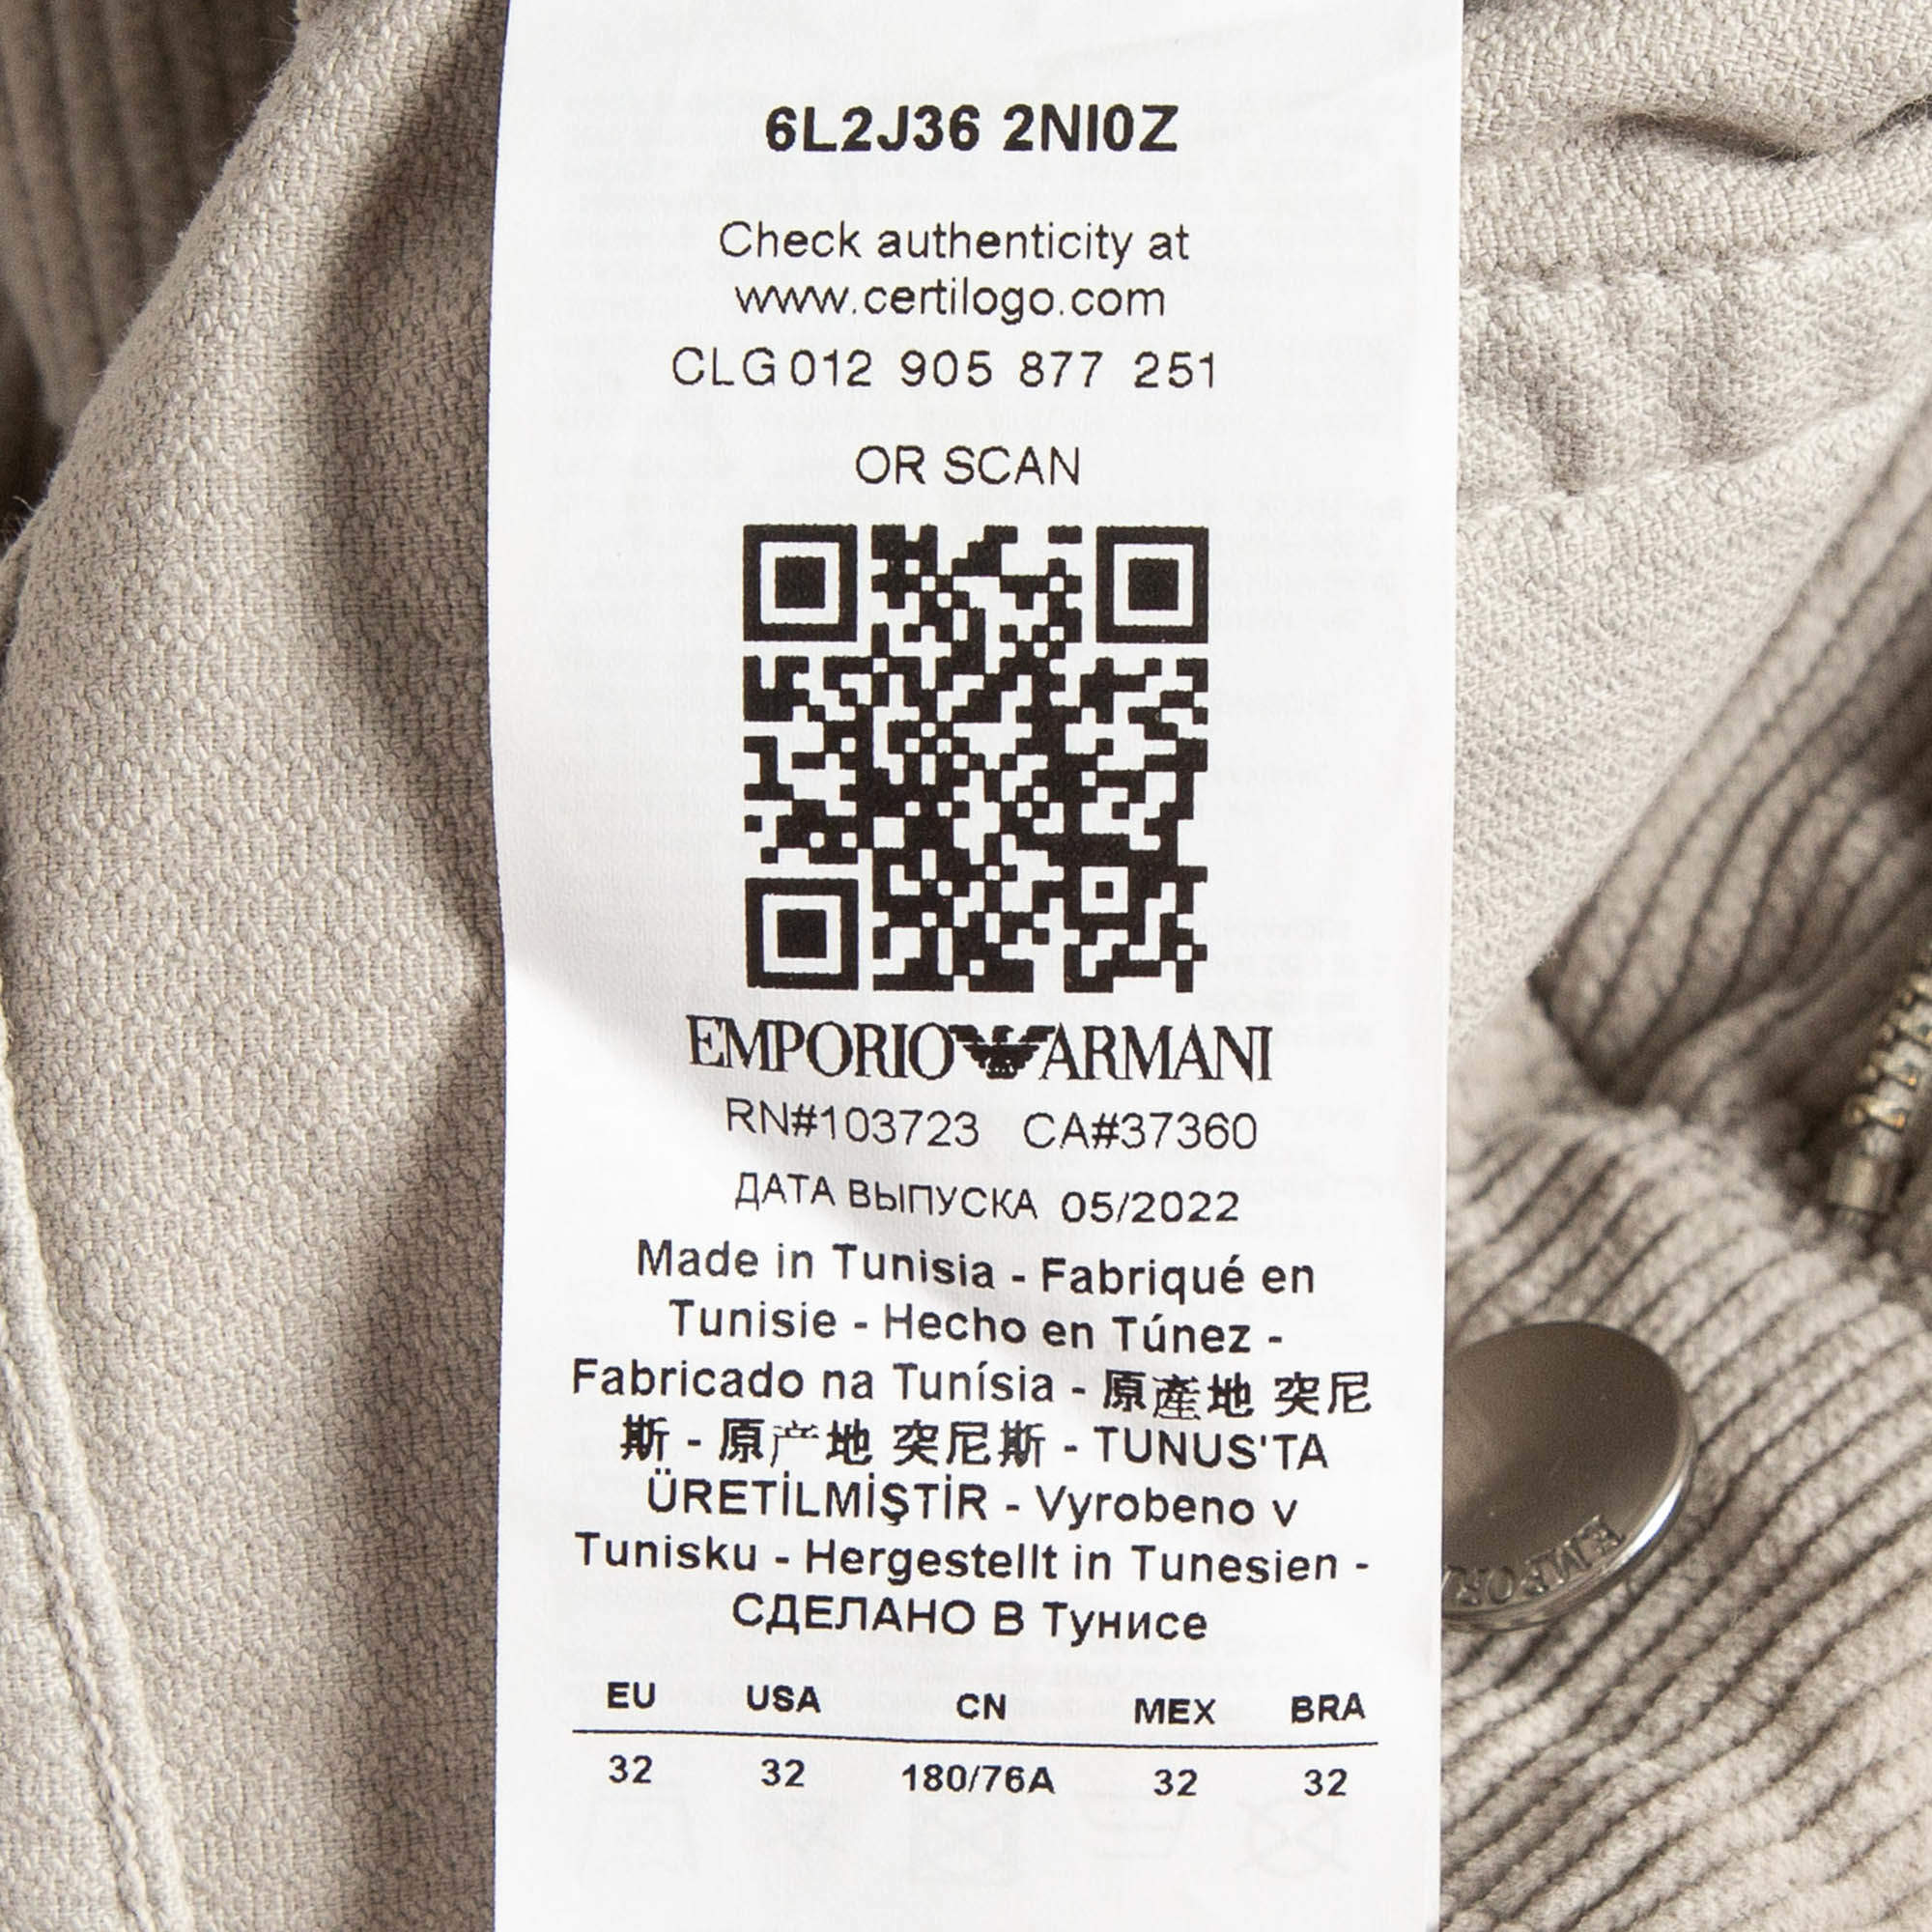 6L2J36 2NI0Z
Check authenticity at
www.certilogo.com
CLG 012 905 877 251
OR SCAN
EMPORIO ARMANI
RN#103723 CA#37360
ДАТА ВЫПУСКА 05/2022
Made in Tunisia - Fabriqué en
Tunisie - Hecho en Túnez -
Fabricado na Tunísia - 原產地 突尼
斯 - 原产地 突尼斯 - TUNUS'TA
ÜRETİLMİŞTİR - Vyrobeno v
Tunisku - Hergestellt in Tunesien -
СДЕЛАНО В Тунисе
EU USA CN MEX BRA
32 32 180/76A 32 32